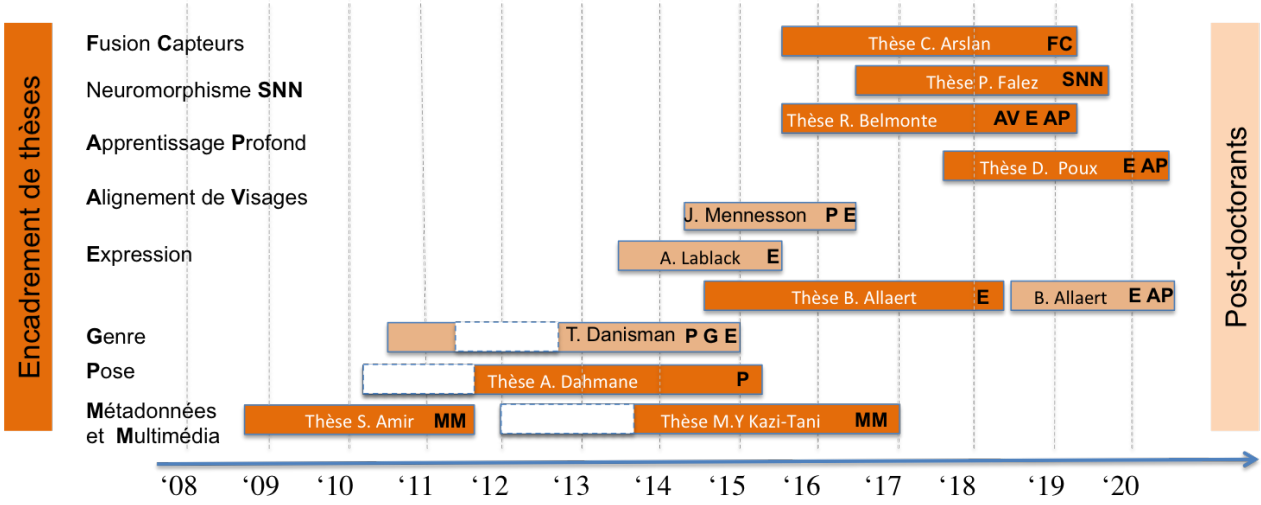 Encadrement de thèses
Fusion Capteurs
Neuromorphisme SNN
Apprentissage Profond
Alignement de Visages
Expression
Genre
Pose
Métadonnées
et Multimédia
Thèse C. Arslan FC
Thèse P. Falez SNN
Thèse R. Belmonte AV E AP
Thèse D. Poux E AP
J. Mennesson P E
A. Lablack E
Thèse B. Allaert E
B. Allaert E AP
T. Danisman P G E
Thèse A. Dahmane P
Thèse S. Amir MM
Thèse M.Y Kazi-Tani MM
Post-doctorants
‘08 ‘09 ‘10 ‘11 ‘12 ‘13 ‘14 ‘15 ‘16 ‘17 ‘18 ‘19 ‘20